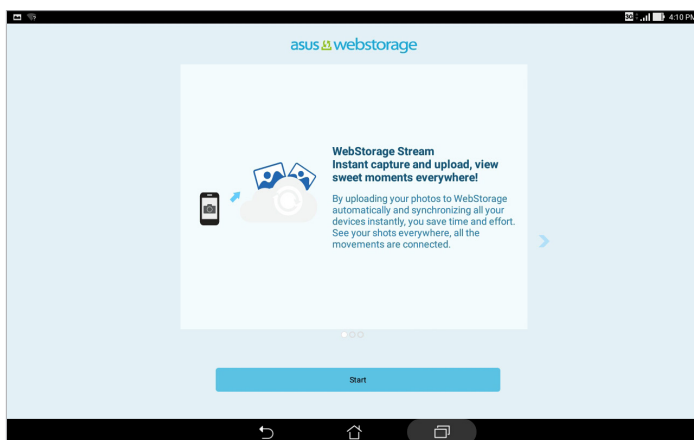 3G 4:10 PM
asus webstorage
WebStorage Stream
Instant capture and upload, view
sweet moments everywhere!
By uploading your photos to WebStorage
automatically and synchronizing all your
devices instantly, you save time and effort.
See your shots everywhere, all the
movements are connected.
Start